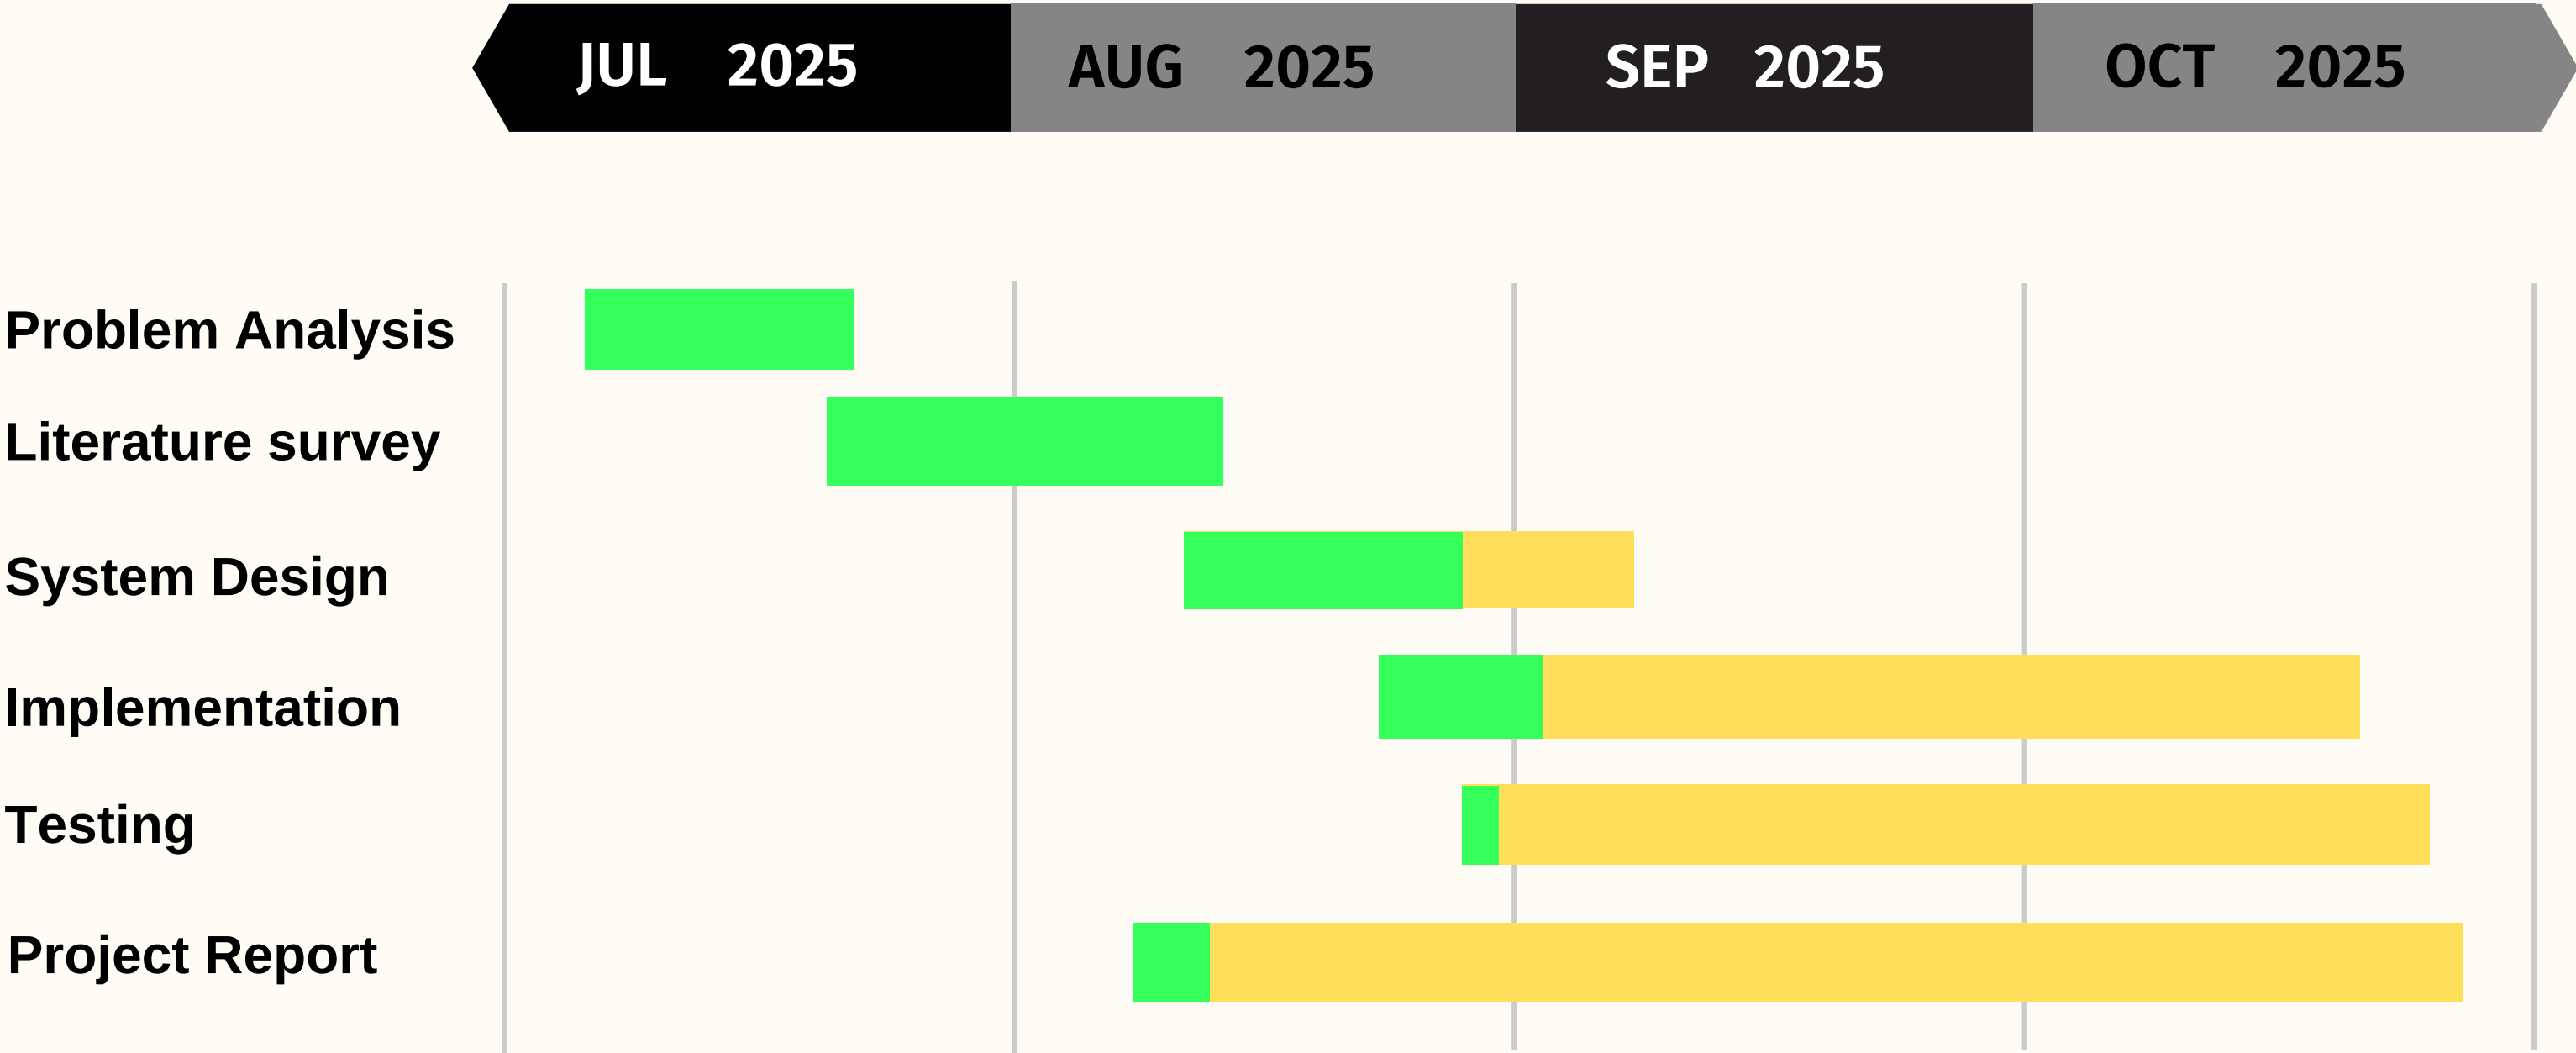 JUL 2025 AUG 2025 SEP 2025 OCT 2025
Problem Analysis
Literature survey
System Design
Implementation
Testing
Project Report